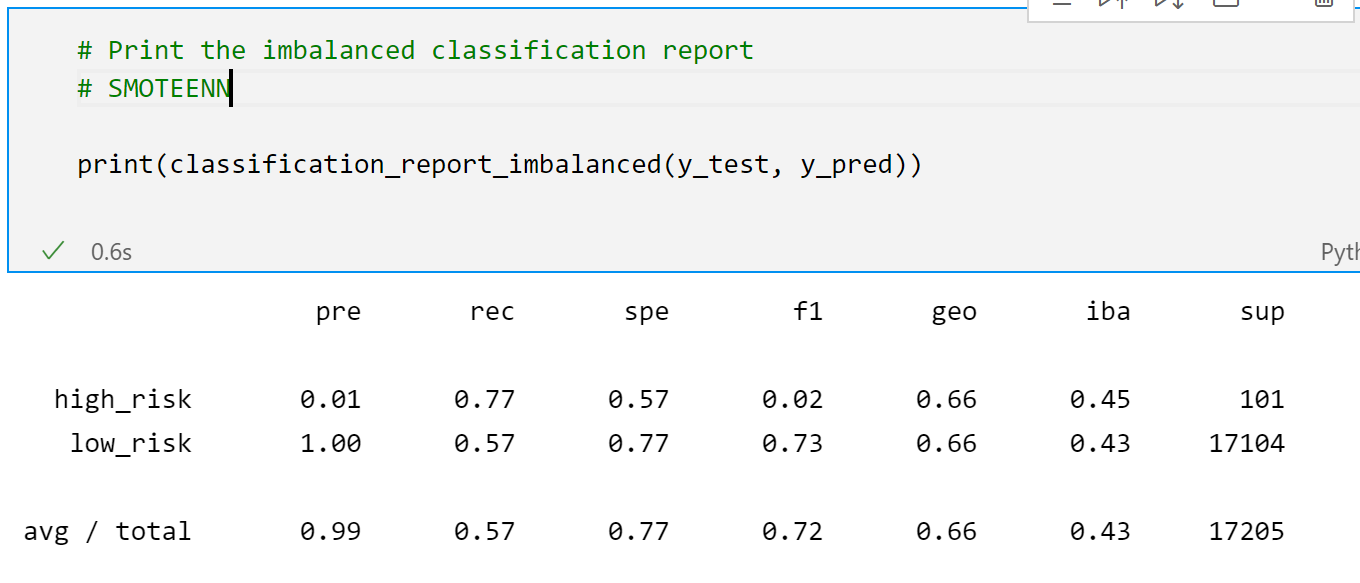 # Print the imbalanced classification report
# SMOTEENN
print(classification_report_imbalanced(y_test, y_pred))
0.6s
pre rec spe f1 geo iba sup
high_risk 0.01 0.77 0.57 0.02 0.66 0.45 101
low_risk 1.00 0.57 0.77 0.73 0.66 0.43 17104
avg / total 0.99 0.57 0.77 0.72 0.66 0.43 17205